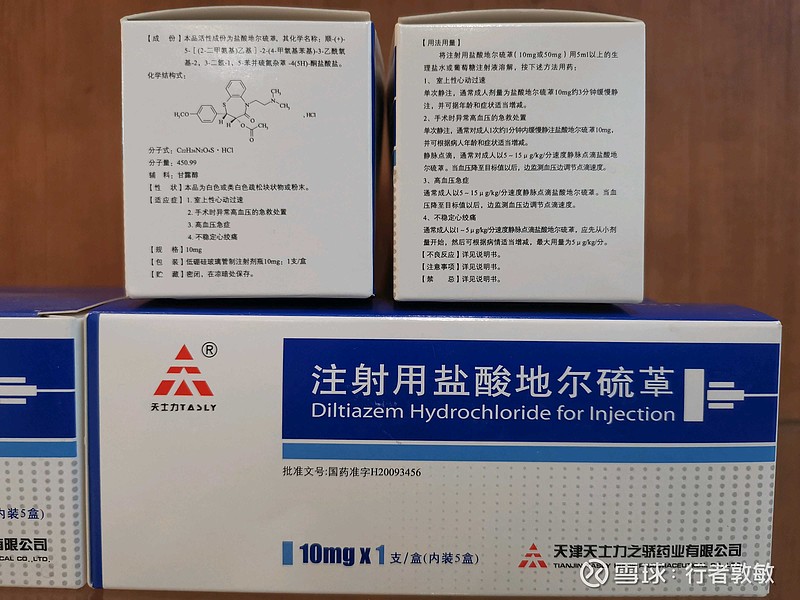 【成 份】本品活性成份为盐酸地尔硫䓬，其化学名称：顺-(+)-
5-[(2-二甲氨基)乙基]-2-(4-甲氧基苯基)-3-乙酰氧
基-2，3-二氢-1，5-苯并硫氮杂䓬-4(5H)-酮盐酸盐。
化学结构式：
CH₃O
S
N
CH₃
N
CH₃
H
H
O
O
CH₃
O
, HCl
分子式：C₂₂H₂₆N₂O₄S·HCl
分子量：450.99
辅料：甘露醇
【性 状】本品为白色或类白色疏松块状物或粉末。
【适应症】1. 室上性心动过速
2. 手术时异常高血压的急救处置
3. 高血压急症
4. 不稳定心绞痛
【规 格】10mg
【包 装】低硼硅玻璃管制注射剂瓶10mg；1支/盒
【贮 藏】密闭，在凉暗处保存。
【用法用量】
将注射用盐酸地尔硫䓬(10mg或50mg)用5ml以上的生
理盐水或葡萄糖注射液溶解，按下述方法用药：
1、 室上性心动过速
单次静注，通常成人剂量为盐酸地尔硫䓬10mg约3分钟缓慢静
注，并可据年龄和症状适当增减。
2、手术时异常高血压的急救处置
单次静注，通常对成人1次约1分钟内缓慢静注盐酸地尔硫䓬10mg，
并可根据病人年龄和症状适当增减。
静脉点滴，通常对成人以5～15μg/kg/分速度静脉点滴盐酸地
尔硫䓬。当血压降至目标值以后，边监测血压边调节点滴速度。
3、高血压急症
通常成人以5～15μg/kg/分速度静脉点滴盐酸地尔硫䓬。当血
压降至目标值以后，边监测血压边调节点滴速度。
4、不稳定心绞痛
通常成人以1～5μg/kg/分速度静脉点滴盐酸地尔硫䓬，应先从小剂
量开始，然后可根据病情适当增减，最大用量为5μg/kg/分。
【不良反应】详见说明书。
【注意事项】详见说明书。
【禁 忌】详见说明书。
®
天士力TASLY
注射用盐酸地尔硫䓬
Diltiazem Hydrochloride for Injection
批准文号:国药准字H20093456
10mg x 1 支/盒(内装5盒)
天津天士力之骄药业有限公司
内装5盒)
有限公司
CAL CO.,LTD.
雪球：行者敦敏